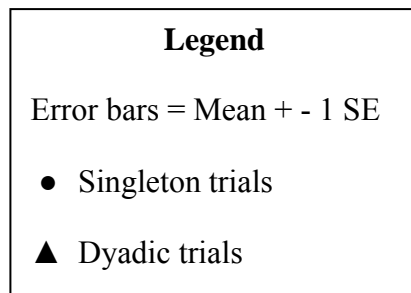 Legend
Error bars = Mean + - 1 SE
● Singleton trials
▲ Dyadic trials